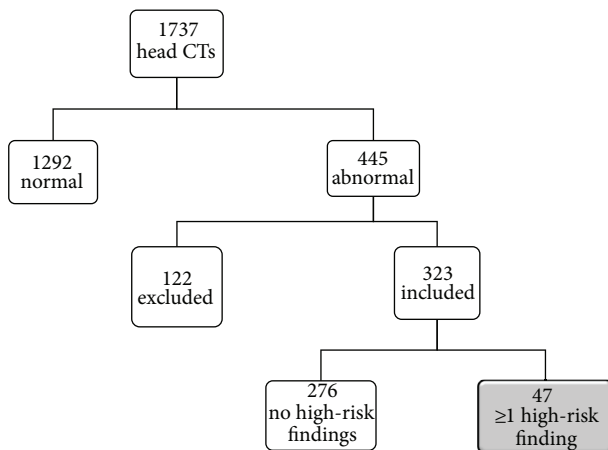 1737
head CTs
1292
normal
445
abnormal
122
excluded
323
included
276
no high-risk
findings
47
≥1 high-risk
finding